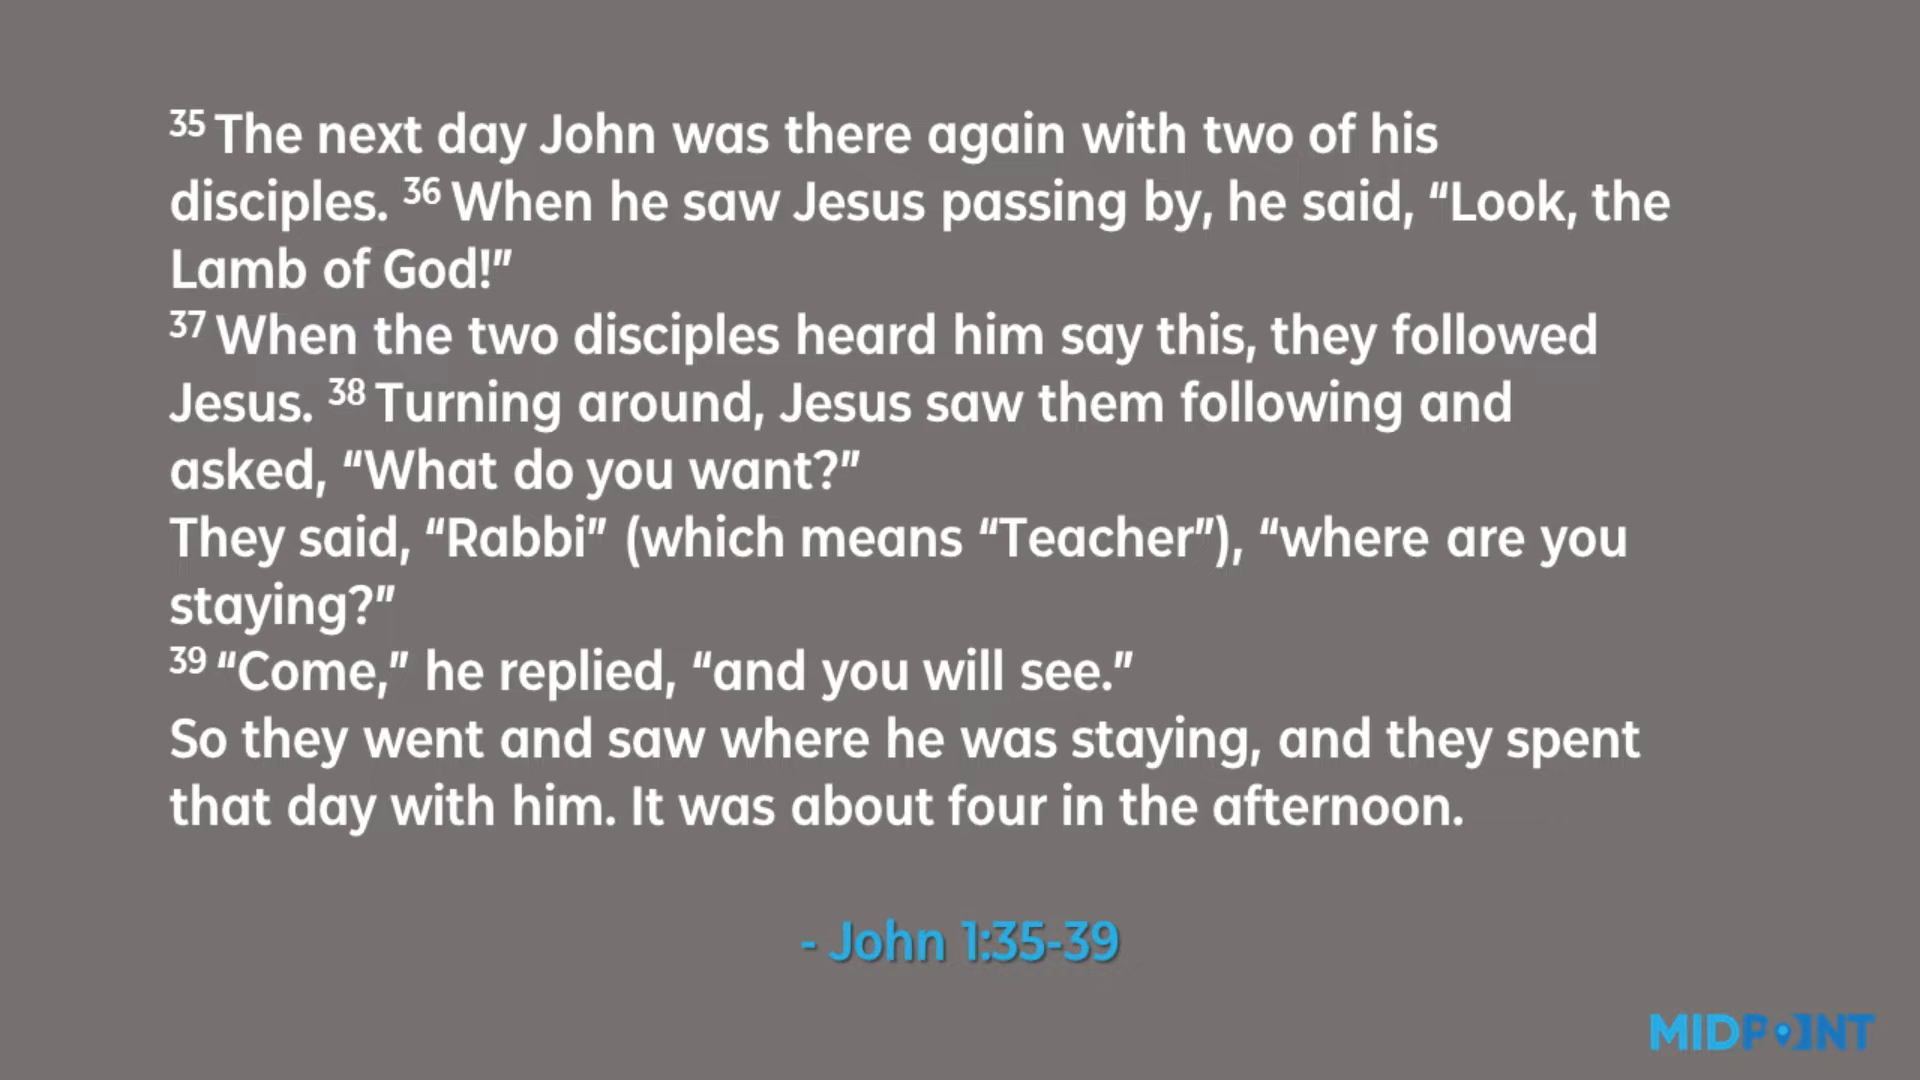 35 The next day John was there again with two of his
disciples. 36 When he saw Jesus passing by, he said, “Look, the
Lamb of God!”
37 When the two disciples heard him say this, they followed
Jesus. 38 Turning around, Jesus saw them following and
asked, “What do you want?”
They said, “Rabbi” (which means “Teacher”), “where are you
staying?”
39 “Come,” he replied, “and you will see.”
So they went and saw where he was staying, and they spent
that day with him. It was about four in the afternoon.
- John 1:35-39
MIDPOINT